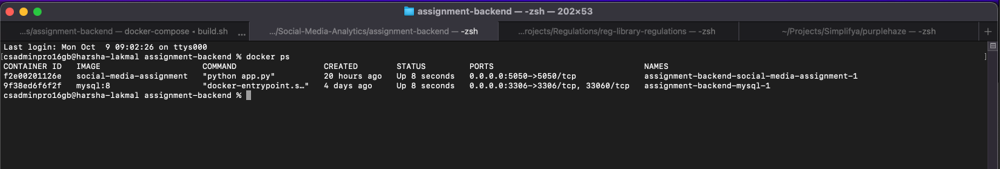 assignment-backend — -zsh — 202×53
...s/assignment-backend — docker-compose ◂ build.sh ...
.../Social-Media-Analytics/assignment-backend — -zsh
...rojects/Regulations/reg-library-regulations — -zsh
~/Projects/Simplifya/purplehaze — -zsh
+
Last login: Mon Oct  9 09:02:26 on ttys000
[csadminpro16gb@harsha-lakmal assignment-backend % docker ps ]
CONTAINER ID   IMAGE                     COMMAND                  CREATED        STATUS         PORTS                               NAMES
f2e00201126e   social-media-assignment   "python app.py"          20 hours ago   Up 8 seconds   0.0.0.0:5050->5050/tcp              assignment-backend-social-media-assignment-1
9f38ed6f6f2f   mysql:8                   "docker-entrypoint.s…"   4 days ago     Up 8 seconds   0.0.0.0:3306->3306/tcp, 33060/tcp   assignment-backend-mysql-1
csadminpro16gb@harsha-lakmal assignment-backend %